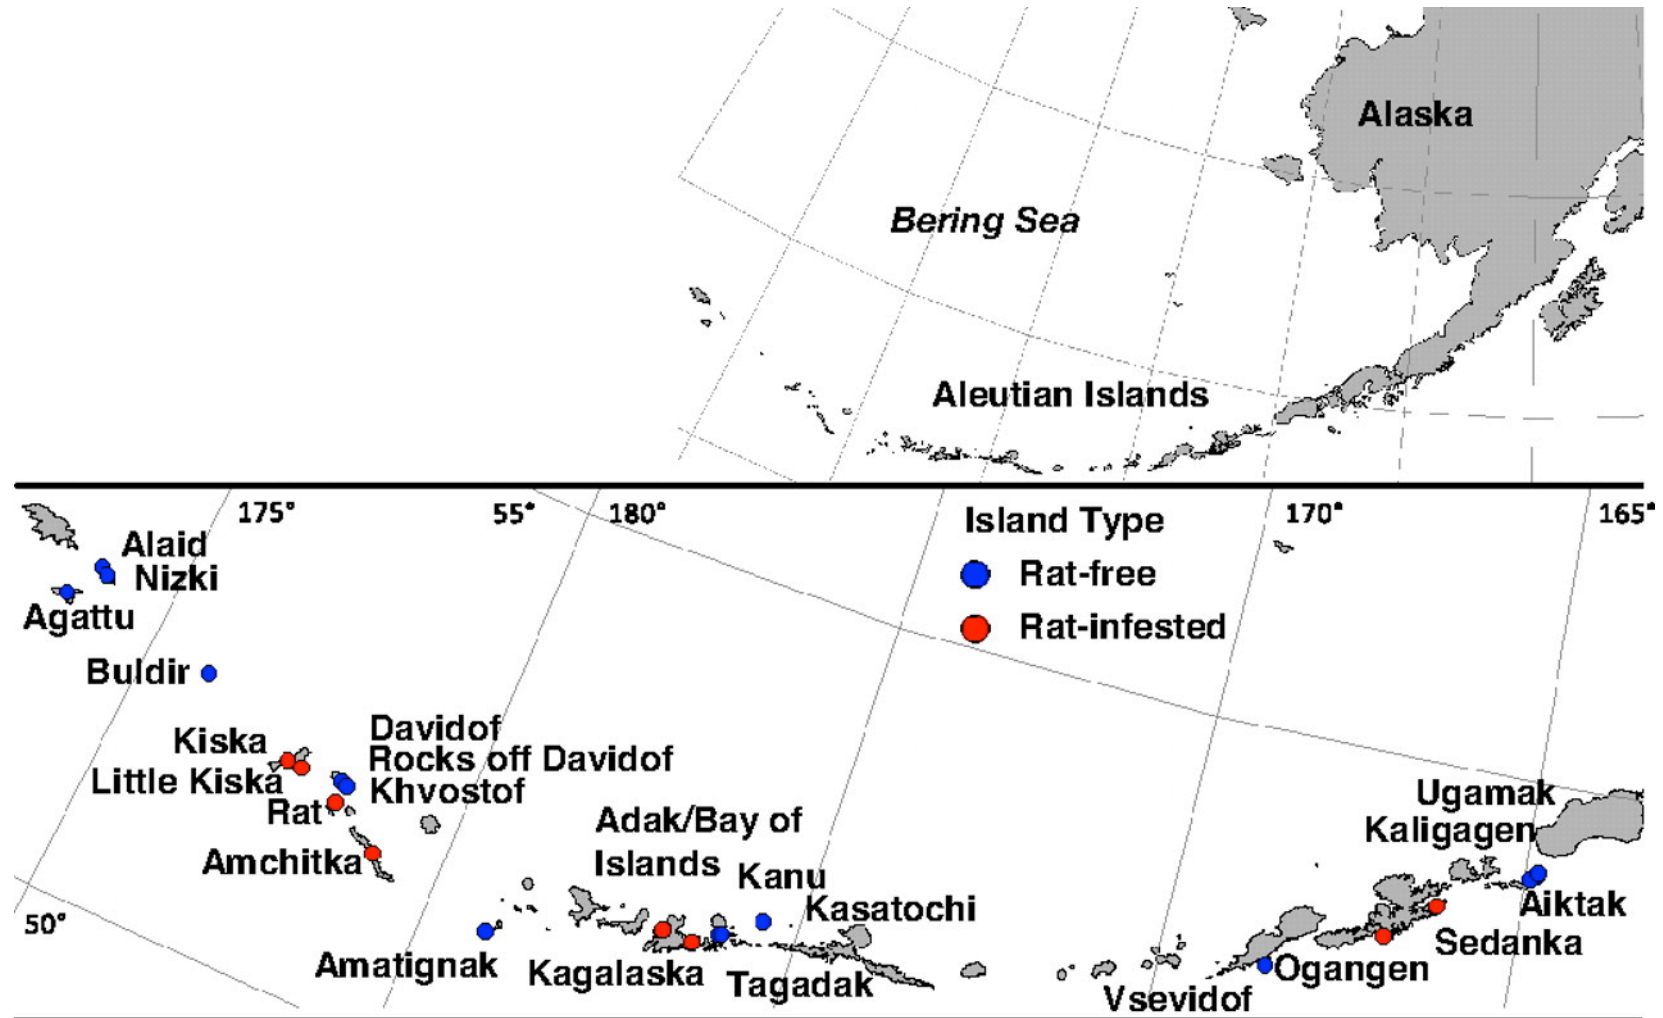 Alaska
Bering Sea
Aleutian Islands
175°
55°
180°
170°
165°
Island Type
Rat-free
Rat-infested
Alaid
Nizki
Agattu
Buldir
Kiska
Little Kiska
Rat
Amchitka
Davidof
Rocks off Davidof
Khvostof
50°
Amatignak
Adak/Bay of
Islands
Kanu
Kasatochi
Kagalaska
Tagadak
Ugamak
Kaligagen
Aiktak
Sedanka
Ogangen
Vsevidof